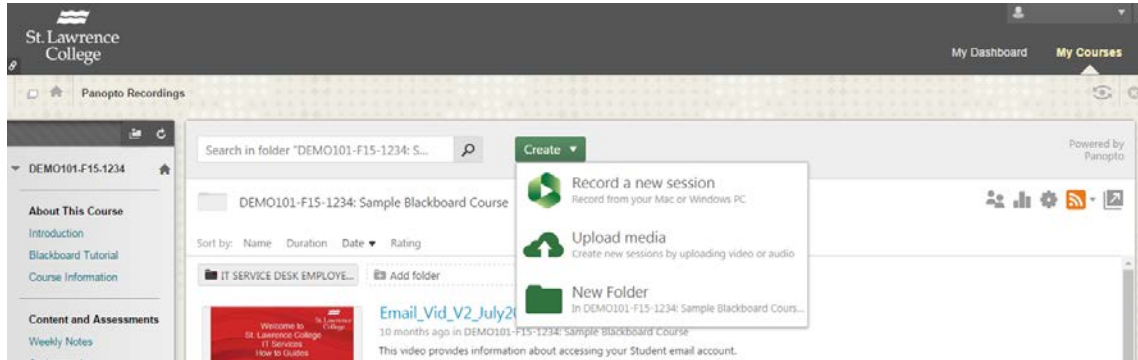 St. Lawrence
College
My Dashboard My Courses
Panopto Recordings
Search in folder "DEMO101-F15-1234: S...
Create
Powered by
Panopto
DEMO101-F15-1234
DEMO101-F15-1234: Sample Blackboard Course
Record a new session
Record from your Mac or Windows PC
Upload media
Create new sessions by uploading video or audio
New Folder
In DEMO101-F15-1234: Sample Blackboard Cours...
About This Course
Introduction
Blackboard Tutorial
Course Information
Content and Assessments
Weekly Notes
Sort by: Name Duration Date Rating
IT SERVICE DESK EMPLOYE...
Add folder
Welcome to
St. Lawrence College
IT Services
How to Guides
St. Lawrence
College
Email_Vid_V2_July20
10 months ago in DEMO101-F15-1234: Sample Blackboard Course
This video provides information about accessing your Student email account.